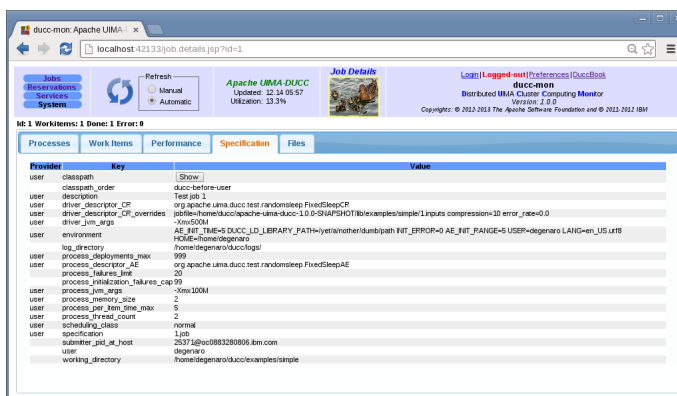 ducc-mon: Apache UIMA-
localhost:42133/job.details.jsp?id=1
Jobs
Reservations
Services
System
Refresh
Manual
Automatic
Apache UIMA-DUCC
Updated: 12.14 05:57
Utilization: 13.3%
Job Details
Login|Logged-out|Preferences|DuccBook
ducc-mon
Distributed UIMA Cluster Computing Monitor
Version: 1.0.0
Copyrights: © 2012-2013 The Apache Software Foundation and © 2011-2012 IBM
Id: 1 Workitems: 1 Done: 1 Error: 0
Processes Work Items Performance Specification Files
Provider Key Value
user classpath Show
classpath_order ducc-before-user
user description Test job 1
user driver_descriptor_CR org.apache.uima.ducc.test.randomsleep.FixedSleepCR
user driver_descriptor_CR_overrides jobfile=/home/ducc/apache-uima-ducc-1.0.0-SNAPSHOT/lib/examples/simple/1.inputs compression=10 error_rate=0.0
user driver_jvm_args -Xmx500M
user environment AE_INIT_TIME=5 DUCC_LD_LIBRARY_PATH=/yet/a/nother/dumb/path INIT_ERROR=0 AE_INIT_RANGE=5 USER=degenaro LANG=en_US.utf8
HOME=/home/degenaro
log_directory /home/degenaro/ducc/logs/
user process_deployments_max 999
user process_descriptor_AE org.apache.uima.ducc.test.randomsleep.FixedSleepAE
process_failures_limit 20
process_initialization_failures_cap 99
user process_jvm_args -Xmx100M
user process_memory_size 2
user process_per_item_time_max 5
user process_thread_count 2
user scheduling_class normal
user specification 1.job
submitter_pid_at_host 25371@oc0883280806.ibm.com
user degenaro
working_directory /home/degenaro/ducc/examples/simple